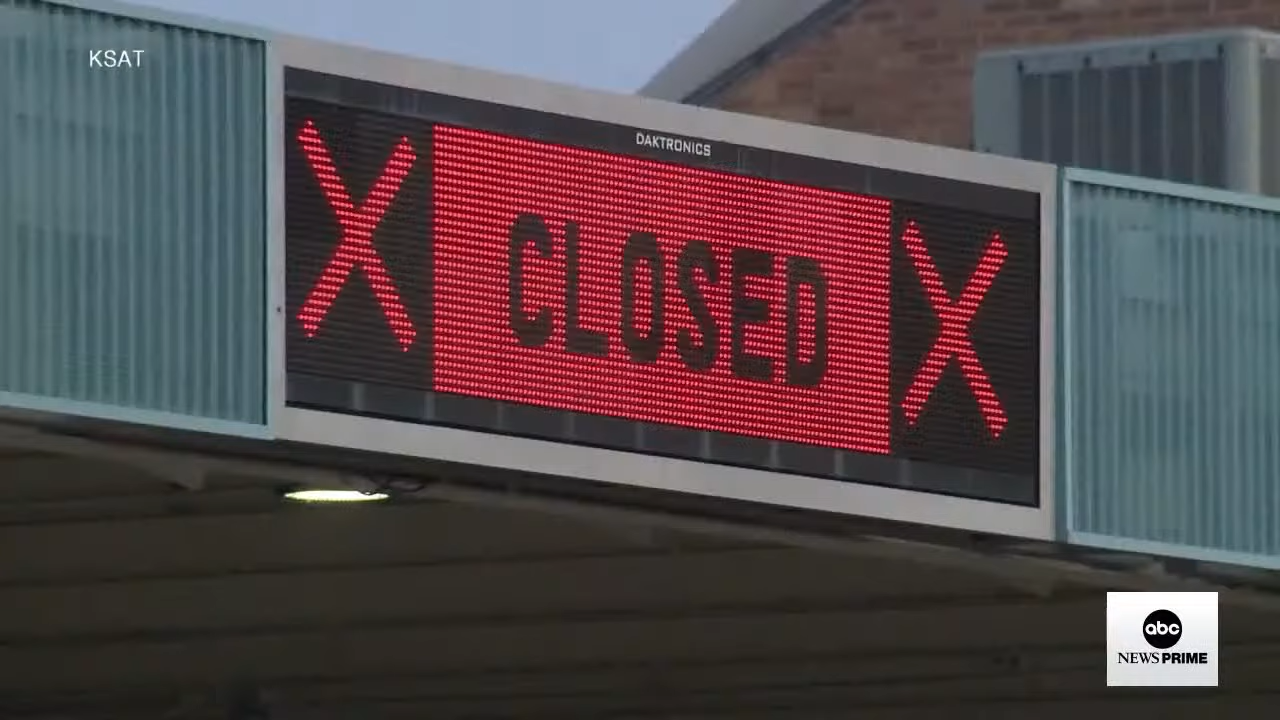 KSAT
DAKTRONICS
X CLOSED X
abc
NEWS PRIME